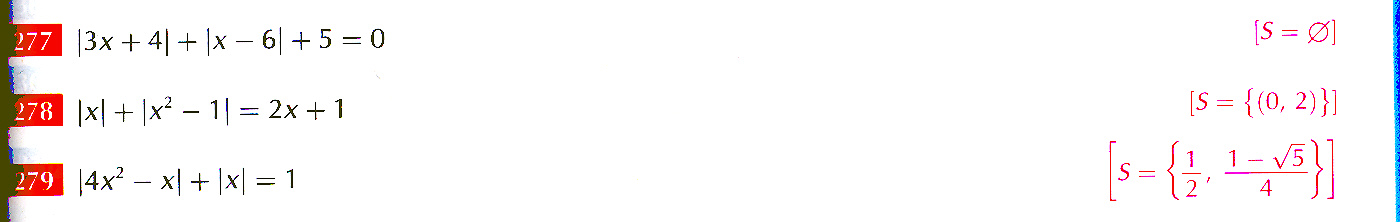 277 |3x + 4| + |x − 6| + 5 = 0 [S = ∅]
278 |x| + |x² − 1| = 2x + 1 [S = {(0, 2)}]
279 |4x² − x| + |x| = 1 [S = {1/2, (1 − √5)/4}]